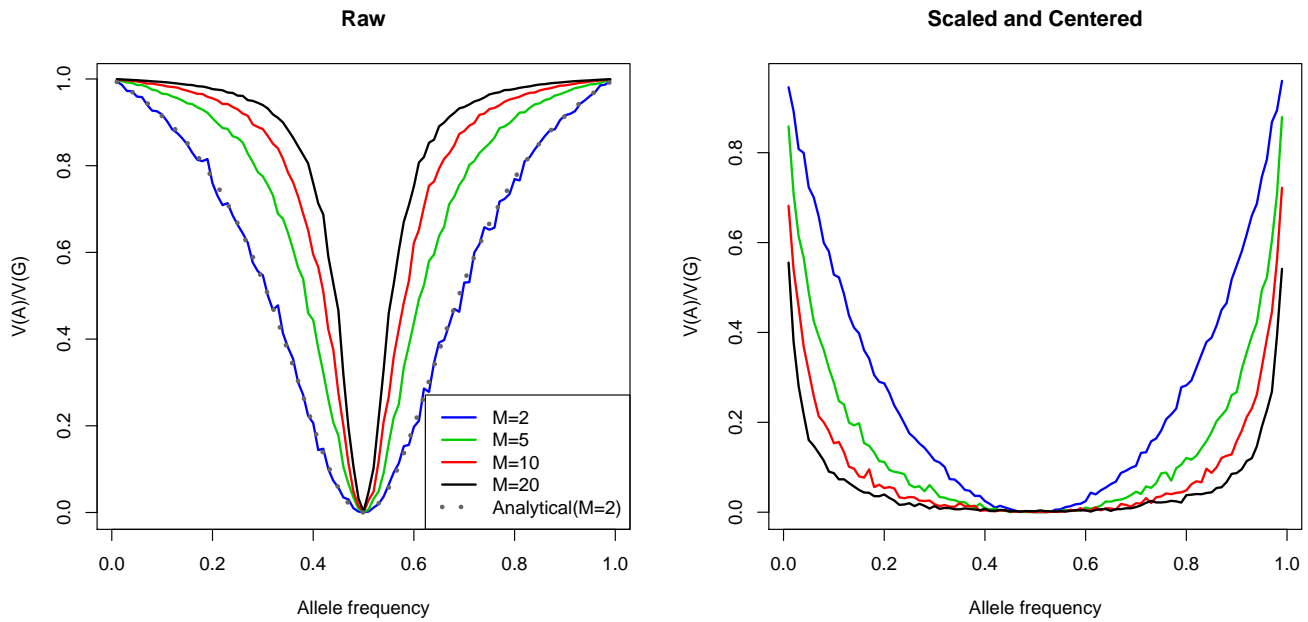 Raw
V(A)/V(G)
1.0
0.8
0.6
0.4
0.2
0.0
M=2
M=5
M=10
M=20
Analytical(M=2)
0.0 0.2 0.4 0.6 0.8 1.0
Allele frequency
Scaled and Centered
V(A)/V(G)
0.8
0.6
0.4
0.2
0.0
0.0 0.2 0.4 0.6 0.8 1.0
Allele frequency